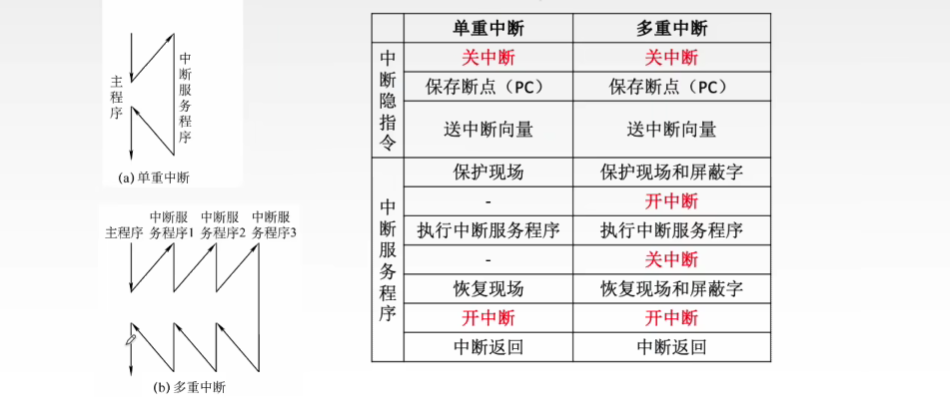 主程序
中断服务程序
(a)单重中断
主程序
中断服务程序1
中断服务程序2
中断服务程序3
(b)多重中断
单重中断 多重中断
中断隐指令
关中断 关中断
保存断点（PC） 保存断点（PC）
送中断向量 送中断向量
中断服务程序
保护现场 保护现场和屏蔽字
- 开中断
执行中断服务程序 执行中断服务程序
- 关中断
恢复现场 恢复现场和屏蔽字
开中断 开中断
中断返回 中断返回